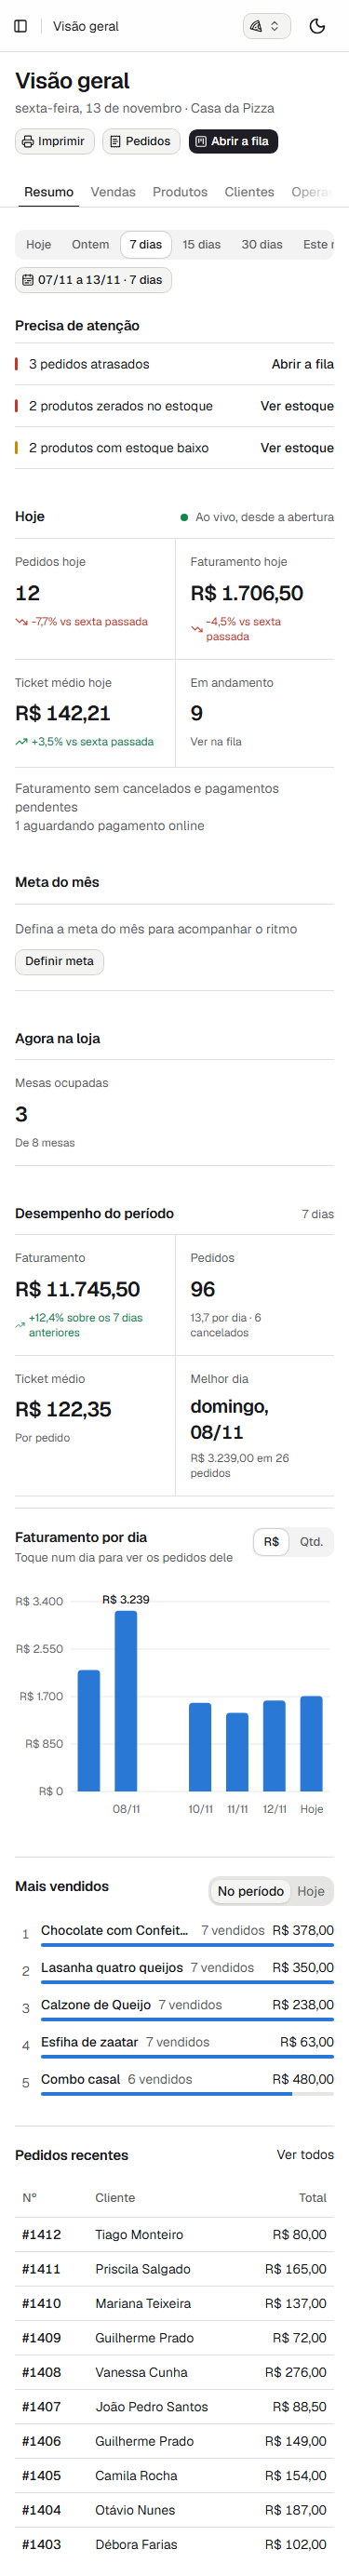 Visão geral
Visão geral
sexta-feira, 13 de novembro · Casa da Pizza
Imprimir
Pedidos
Abrir a fila
Resumo Vendas Produtos Clientes
Hoje Ontem 7 dias 15 dias 30 dias Este
07/11 a 13/11 · 7 dias
Precisa de atenção
3 pedidos atrasados Abrir a fila
2 produtos zerados no estoque Ver estoque
2 produtos com estoque baixo Ver estoque
Hoje
Ao vivo, desde a abertura
Pedidos hoje
12
-7,7% vs sexta passada
Faturamento hoje
R$ 1.706,50
-4,5% vs sexta
passada
Ticket médio hoje
R$ 142,21
+3,5% vs sexta passada
Em andamento
9
Ver na fila
Faturamento sem cancelados e pagamentos
pendentes
1 aguardando pagamento online
Meta do mês
Defina a meta do mês para acompanhar o ritmo
Definir meta
Agora na loja
Mesas ocupadas
3
De 8 mesas
Desempenho do período
7 dias
Faturamento
R$ 11.745,50
+12,4% sobre os 7 dias
anteriores
Pedidos
96
13,7 por dia · 6
cancelados
Ticket médio
R$ 122,35
Por pedido
Melhor dia
domingo,
08/11
R$ 3.239,00 em 26
pedidos
Faturamento por dia
Toque num dia para ver os pedidos dele
R$ Qtd.
R$ 3.400
R$ 3.239
R$ 2.550
R$ 1.700
R$ 850
R$ 0
08/11 10/11 11/11 12/11 Hoje
Mais vendidos
No período Hoje
1 Chocolate com Confeit... 7 vendidos R$ 378,00
2 Lasanha quatro queijos 7 vendidos R$ 350,00
3 Calzone de Queijo 7 vendidos R$ 238,00
4 Esfiha de zaatar 7 vendidos R$ 63,00
5 Combo casal 6 vendidos R$ 480,00
Pedidos recentes
Ver todos
Nº Cliente Total
#1412 Tiago Monteiro R$ 80,00
#1411 Priscila Salgado R$ 165,00
#1410 Mariana Teixeira R$ 137,00
#1409 Guilherme Prado R$ 72,00
#1408 Vanessa Cunha R$ 276,00
#1407 João Pedro Santos R$ 88,50
#1406 Guilherme Prado R$ 149,00
#1405 Camila Rocha R$ 154,00
#1404 Otávio Nunes R$ 187,00
#1403 Débora Farias R$ 102,00